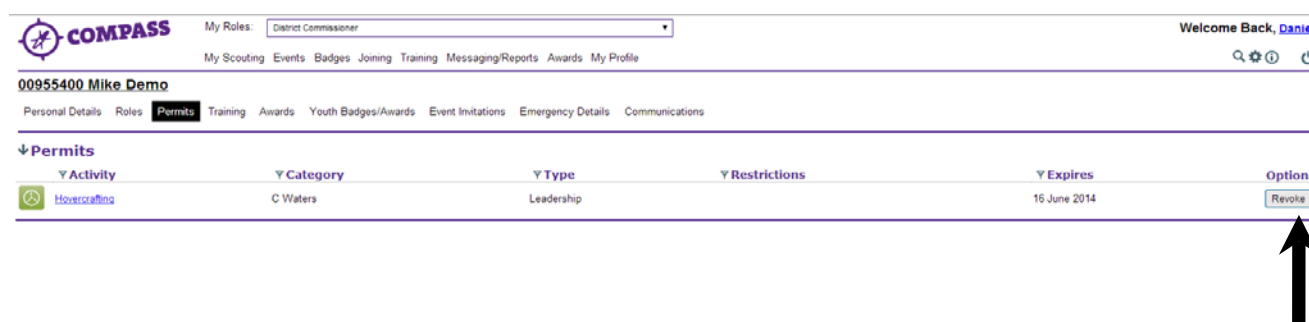 COMPASS My Roles: District Commissioner Welcome Back, Danie
My Scouting Events Badges Joining Training Messaging/Reports Awards My Profile
00955400 Mike Demo
Personal Details Roles Permits Training Awards Youth Badges/Awards Event Invitations Emergency Details Communications
Permits
Activity Category Type Restrictions Expires Option
Hovercrafting C Waters Leadership 16 June 2014 Revoke